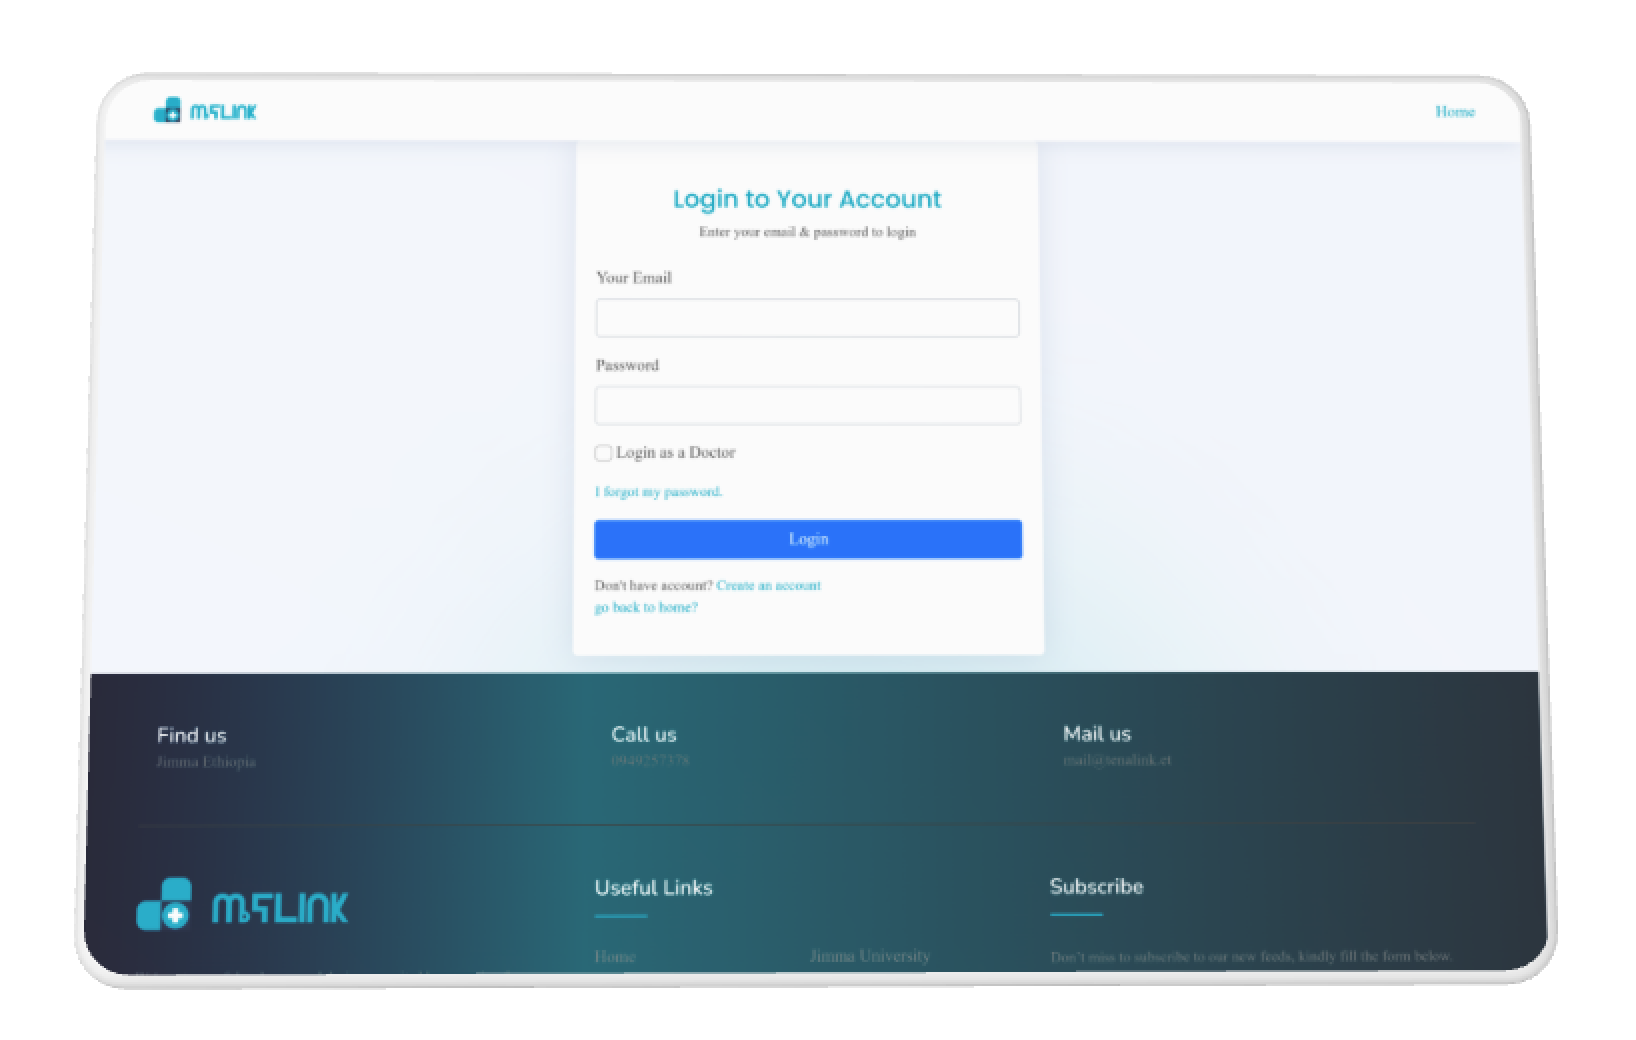 ጤናLINK
Home
Login to Your Account
Enter your email & password to login
Your Email
Password
Login as a Doctor
I forgot my password.
Login
Don't have account? Create an account
go back to home?
Find us
Jimma Ethiopia
Call us
0949257378
Mail us
mail@tenalink.et
ጤናLINK
Useful Links
Home
Jimma University
Subscribe
Don't miss to subscribe to our new feeds, kindly fill the form below.